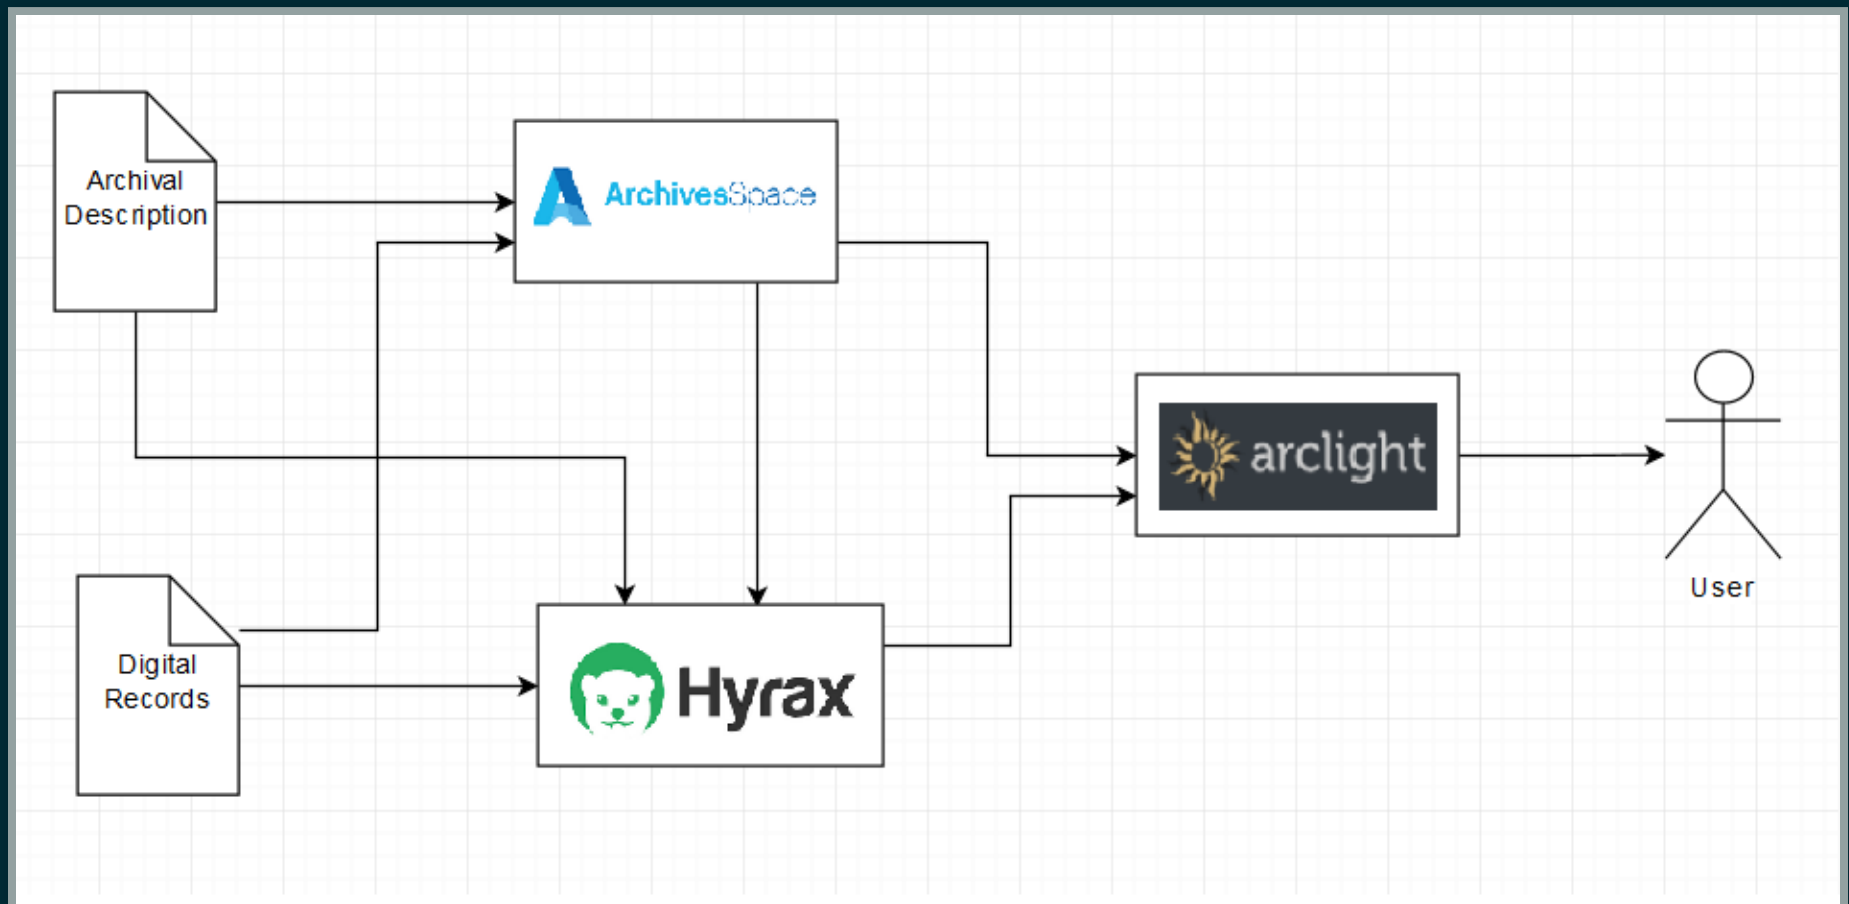 Archival
Description
ArchivesSpace
arclight
User
Digital
Records
Hyrax